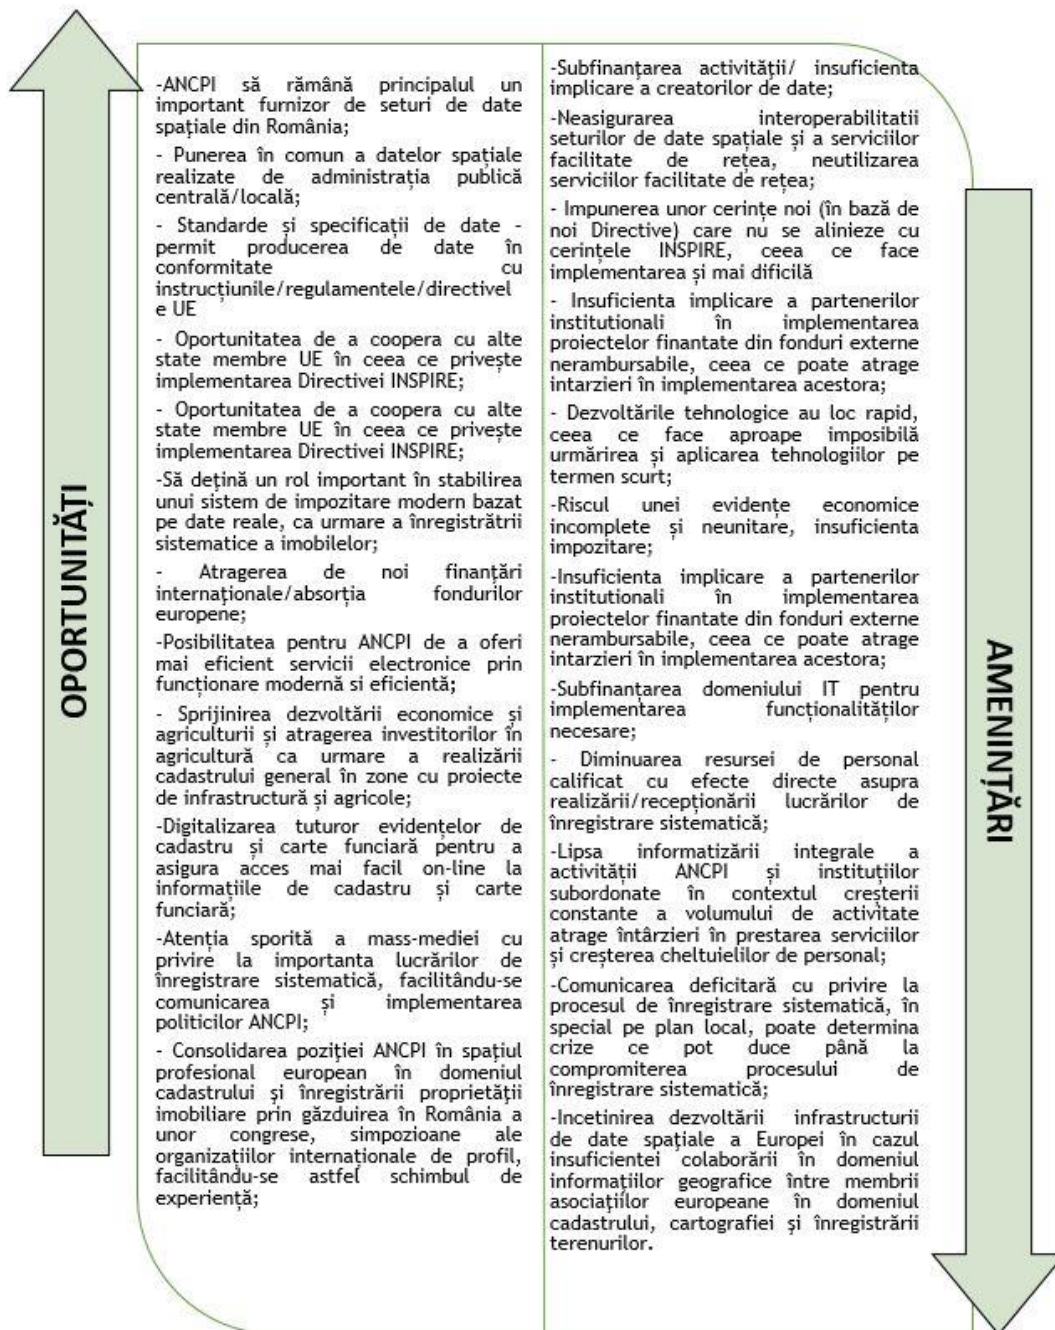 OPORTUNITĂȚI
-ANCPI să rămână principalul un
important furnizor de seturi de date
spaţiale din România;
- Punerea în comun a datelor spațiale
realizate de administrația publică
centrală/locală;
- Standarde și specificații de date -
permit producerea de date în
conformitate cu
instrucțiunile/regulamentele/directivel
e UE
- Oportunitatea de a coopera cu alte
state membre UE în ceea ce privește
implementarea Directivei INSPIRE;
- Oportunitatea de a coopera cu alte
state membre UE în ceea ce privește
implementarea Directivei INSPIRE;
-Să dețină un rol important în stabilirea
unui sistem de impozitare modern bazat
pe date reale, ca urmare a înregistrătrii
sistematice a imobilelor;
- Atragerea de noi finanțări
internaționale/absorția fondurilor
europene;
-Posibilitatea pentru ANCPI de a oferi
mai eficient servicii electronice prin
funcționare modernă si eficientă;
- Sprijinirea dezvoltării economice și
agriculturii și atragerea investitorilor în
agricultură ca urmare a realizării
cadastrului general în zone cu proiecte
de infrastructură și agricole;
-Digitalizarea tuturor evidențelor de
cadastru și carte funciară pentru a
asigura acces mai facil on-line la
informațiile de cadastru și carte
funciară;
-Atenția sporită a mass-mediei cu
privire la importanta lucrărilor de
înregistrare sistematică, facilitându-se
comunicarea și implementarea
politicilor ANCPI;
- Consolidarea poziţiei ANCPI în spaţiul
profesional european în domeniul
cadastrului şi înregistrării proprietăţii
imobiliare prin găzduirea în România a
unor congrese, simpozioane ale
organizaţiilor internaţionale de profil,
facilitându-se astfel schimbul de
experiență;
-Subfinanţarea activităţii/ insuficienta
implicare a creatorilor de date;
-Neasigurarea interoperabilitatii
seturilor de date spațiale și a serviciilor
facilitate de rețea, neutilizarea
serviciilor facilitate de rețea;
- Impunerea unor cerințe noi (în bază de
noi Directive) care nu se alinieze cu
cerințele INSPIRE, ceea ce face
implementarea și mai dificilă
- Insuficienta implicare a partenerilor
institutionali în implementarea
proiectelor finantate din fonduri externe
nerambursabile, ceea ce poate atrage
intarzieri în implementarea acestora;
- Dezvoltările tehnologice au loc rapid,
ceea ce face aproape imposibilă
urmărirea și aplicarea tehnologiilor pe
termen scurt;
-Riscul unei evidențe economice
incomplete și neunitare, insuficienta
impozitare;
-Insuficienta implicare a partenerilor
institutionali în implementarea
proiectelor finantate din fonduri externe
nerambursabile, ceea ce poate atrage
intarzieri în implementarea acestora;
-Subfinanțarea domeniului IT pentru
implementarea funcționalităților
necesare;
- Diminuarea resursei de personal
calificat cu efecte directe asupra
realizării/recepționării lucrărilor de
înregistrare sistematică;
-Lipsa informatizării integrale a
activității ANCPI și instituțiilor
subordonate în contextul creșterii
constante a volumului de activitate
atrage întârzieri în prestarea serviciilor
și creșterea cheltuielilor de personal;
-Comunicarea deficitară cu privire la
procesul de înregistrare sistematică, în
special pe plan local, poate determina
crize ce pot duce până la
compromiterea procesului de
înregistrare sistematică;
-Incetinirea dezvoltării infrastructurii
de date spaţiale a Europei în cazul
insuficientei colaborării în domeniul
informaţiilor geografice între membrii
asociaţiilor europeane în domeniul
cadastrului, cartografiei şi înregistrării
terenurilor.
AMENINȚĂRI